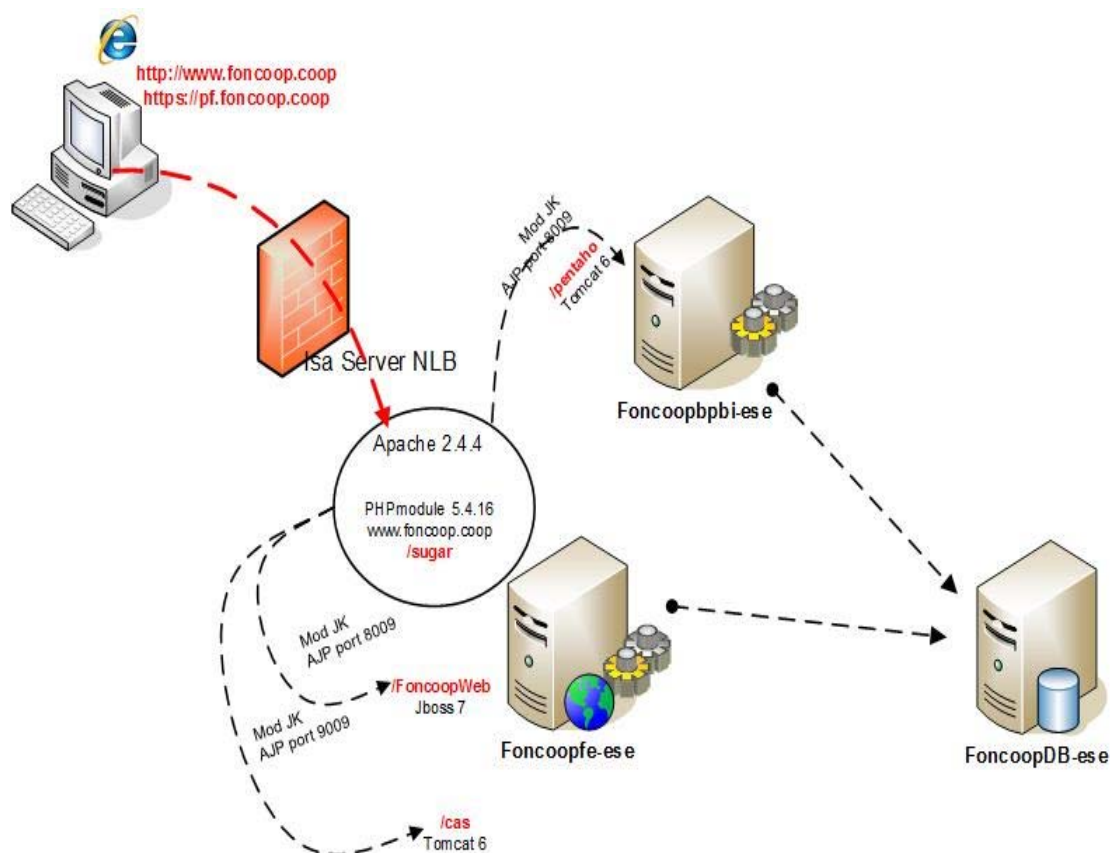 http://www.foncoop.coop
https://pf.foncoop.coop
Mod JK
AJP port 8009
/pentaho
Tomcat 6
Isa Server NLB
Foncoopbpbi-ese
Apache 2.4.4
PHPmodule 5.4.16
www.foncoop.coop
/sugar
Mod JK
AJP port 8009
/FoncoopWeb
Jboss 7
Mod JK
AJP port 9009
Foncoopfe-ese
FoncoopDB-ese
/cas
Tomcat 6